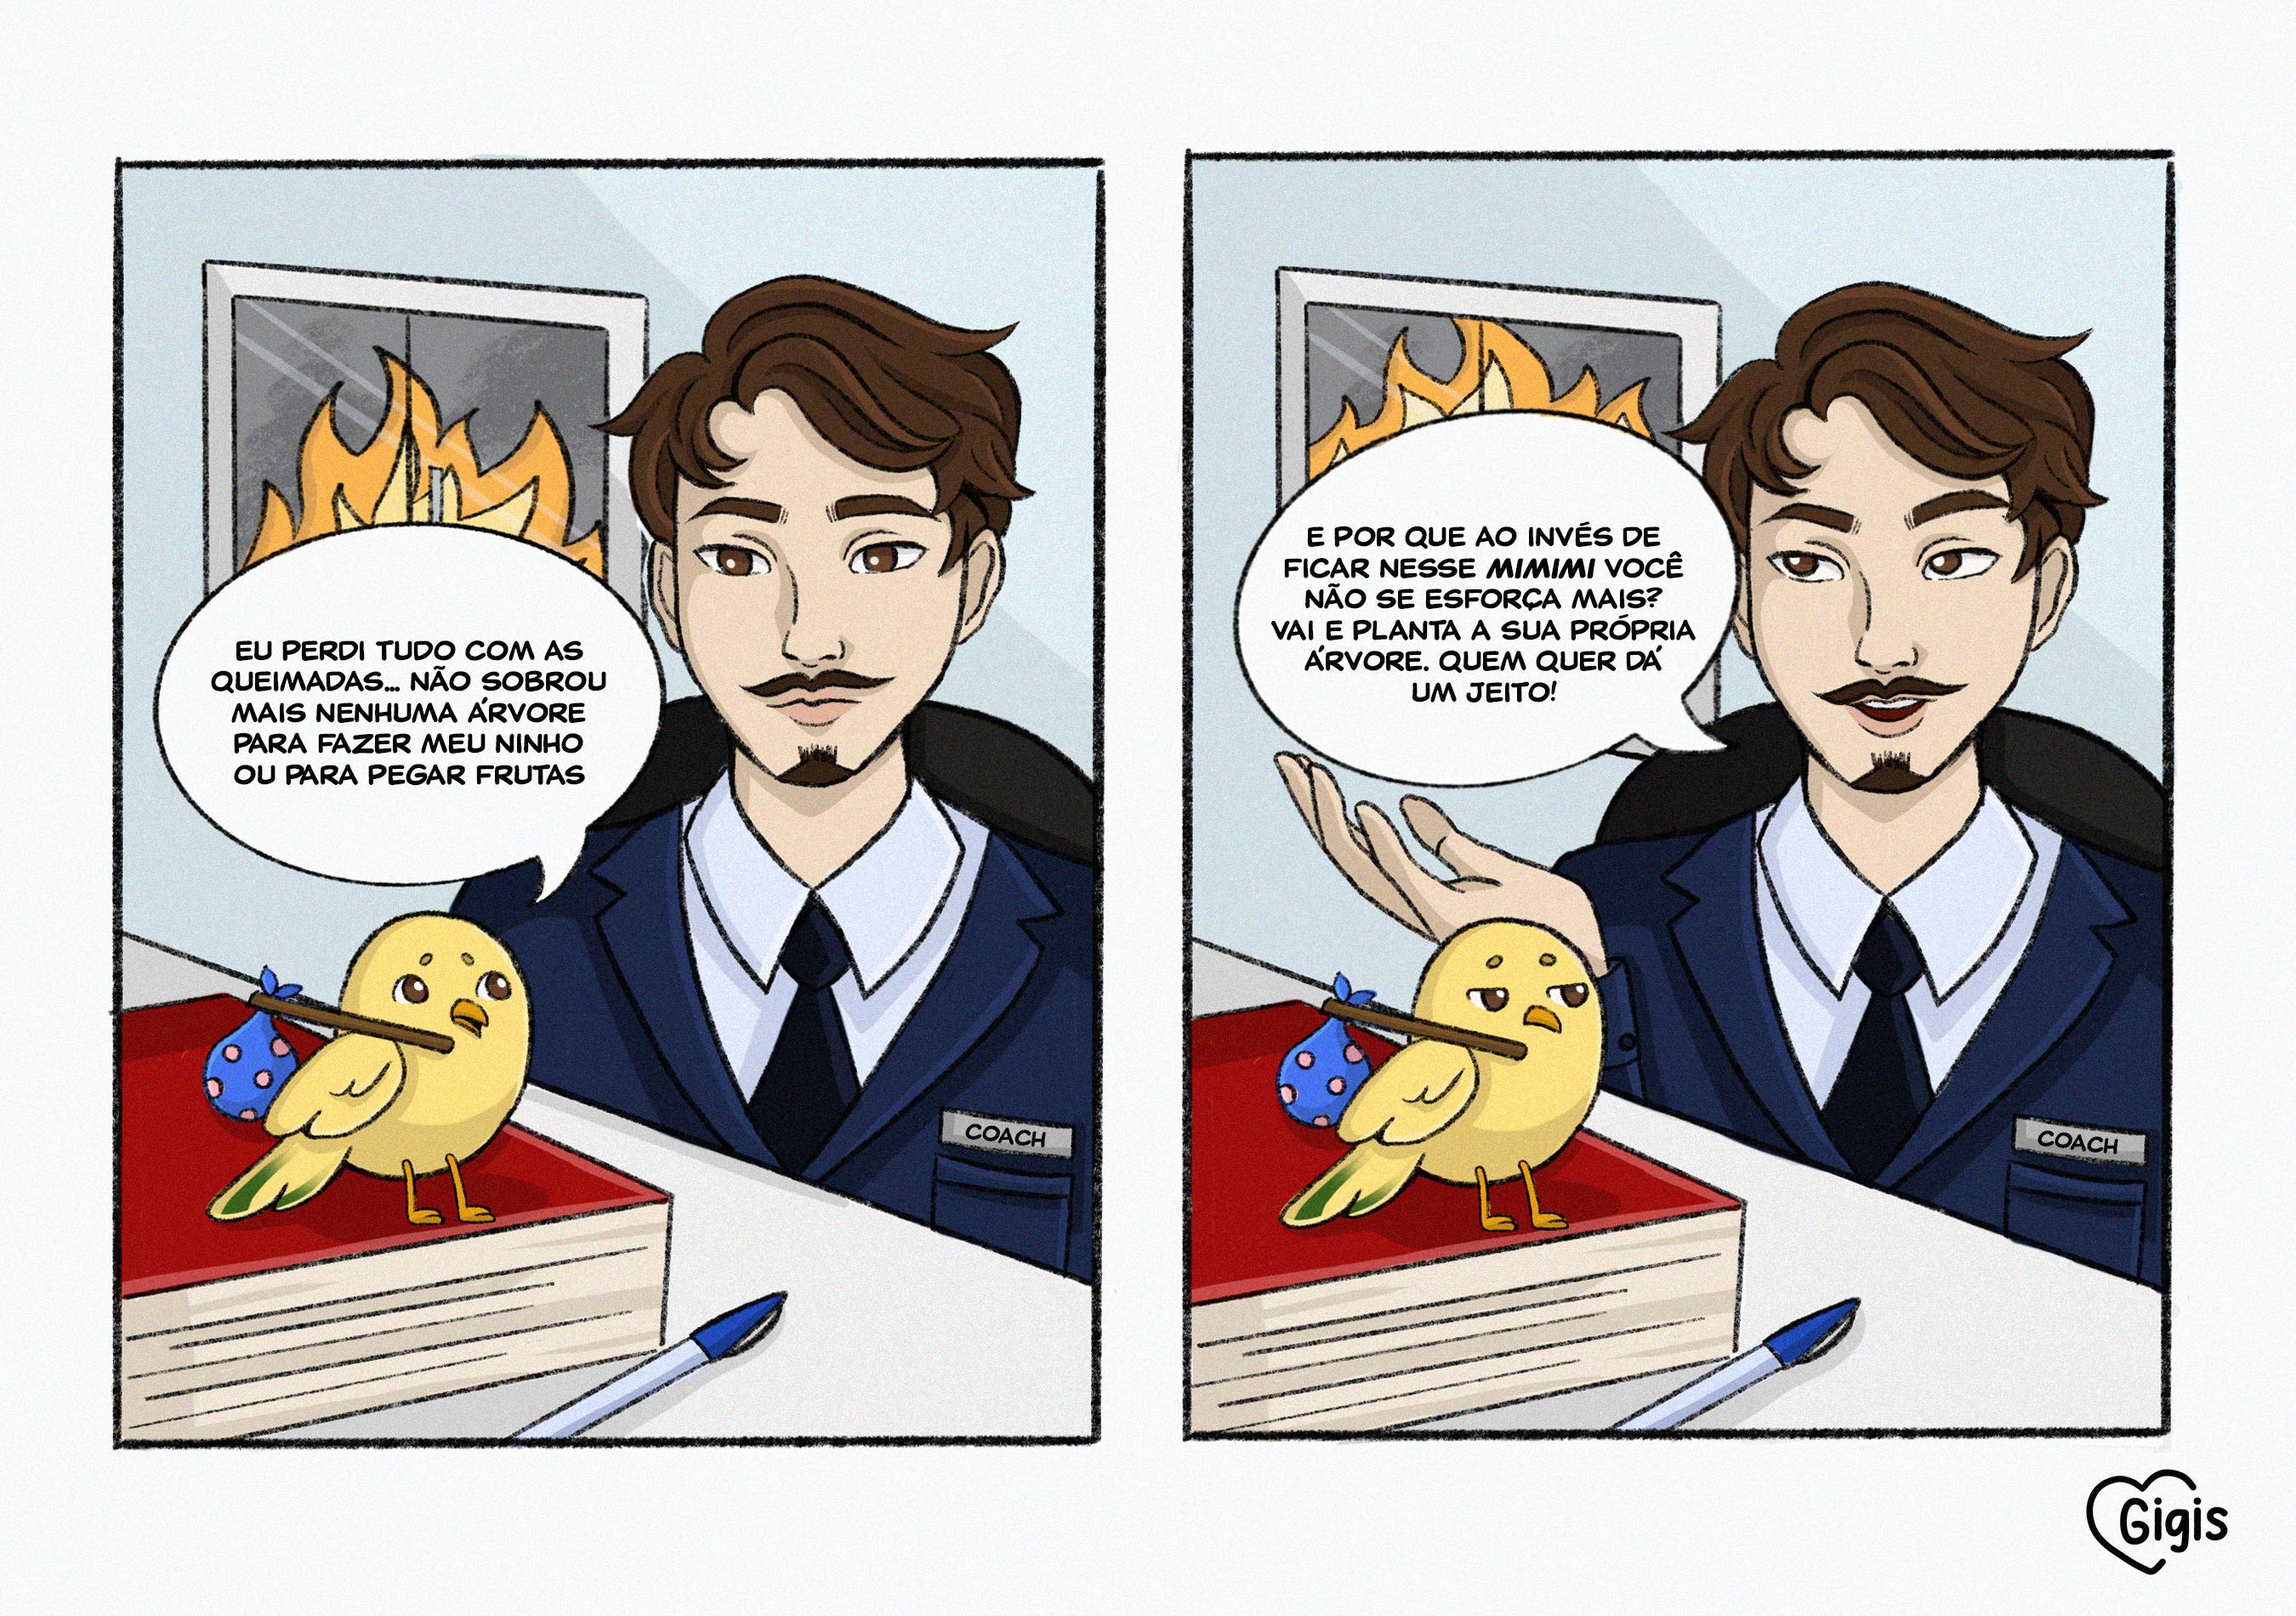 EU PERDI TUDO COM AS
QUEIMADAS... NÃO SOBROU
MAIS NENHUMA ÁRVORE
PARA FAZER MEU NINHO
OU PARA PEGAR FRUTAS
COACH
E POR QUE AO INVÉS DE
FICAR NESSE MIMIMI VOCÊ
NÃO SE ESFORÇA MAIS?
VAI E PLANTA A SUA PRÓPRIA
ÁRVORE. QUEM QUER DÁ
UM JEITO!
COACH
Gigis